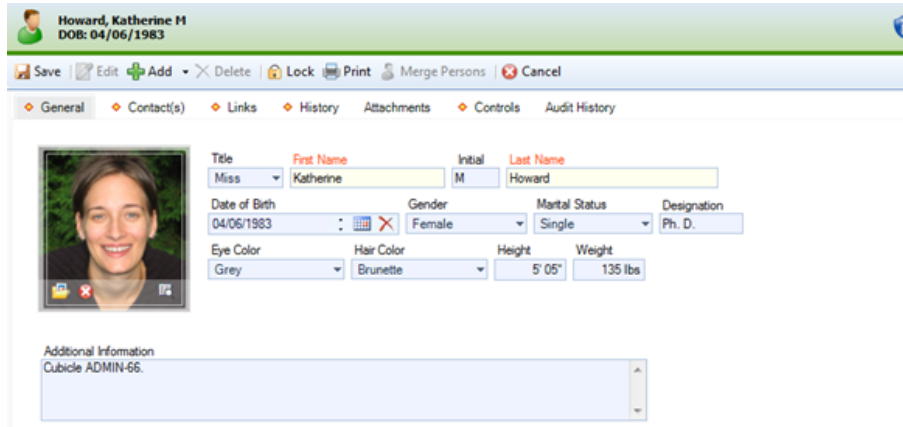 Howard, Katherine M
DOB: 04/06/1983
Save Edit Add Delete Lock Print Merge Persons Cancel
General Contact(s) Links History Attachments Controls Audit History
Title First Name Initial Last Name
Miss Katherine M Howard
Date of Birth Gender Marital Status Designation
04/06/1983 Female Single Ph. D.
Eye Color Hair Color Height Weight
Grey Brunette 5' 05" 135 lbs
Additional Information
Cubicle ADMIN-66.